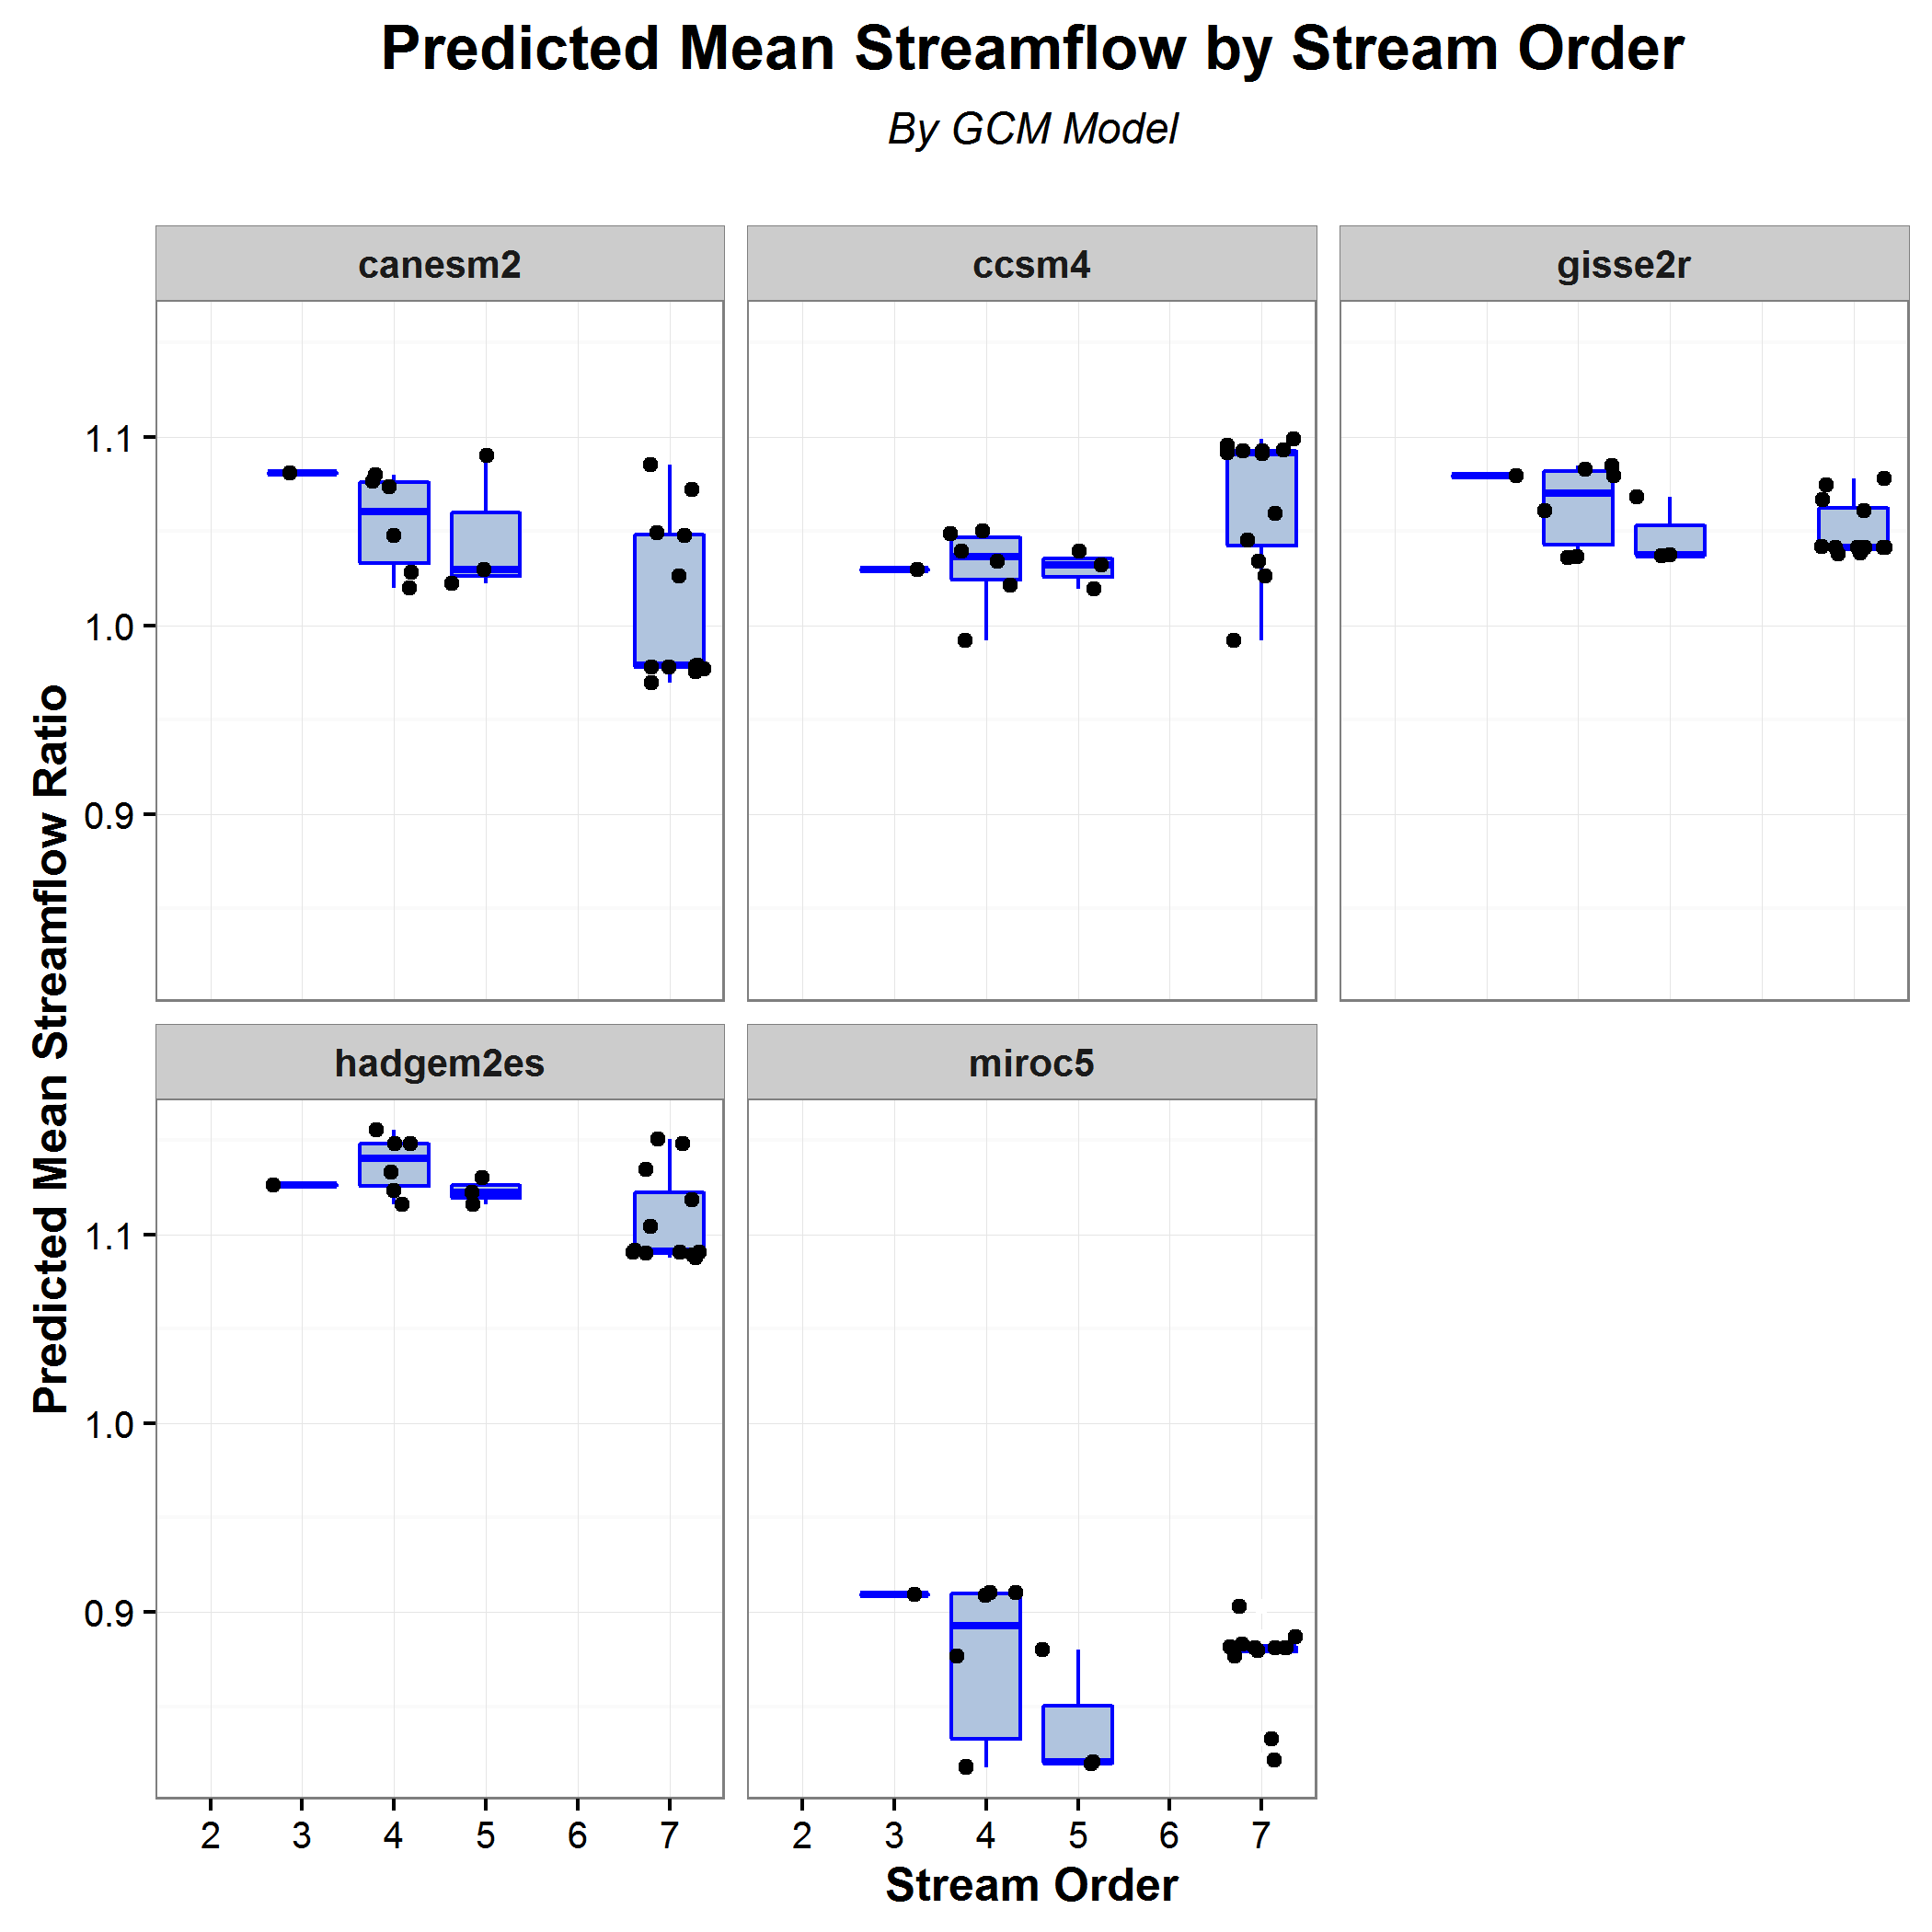 Predicted Mean Streamflow by Stream Order
By GCM Model
canesm2
ccsm4
gisse2r
1.1
1.0
0.9
Predicted Mean Streamflow Ratio
hadgem2es
miroc5
1.1
1.0
0.9
2 3 4 5 6 7
2 3 4 5 6 7
Stream Order